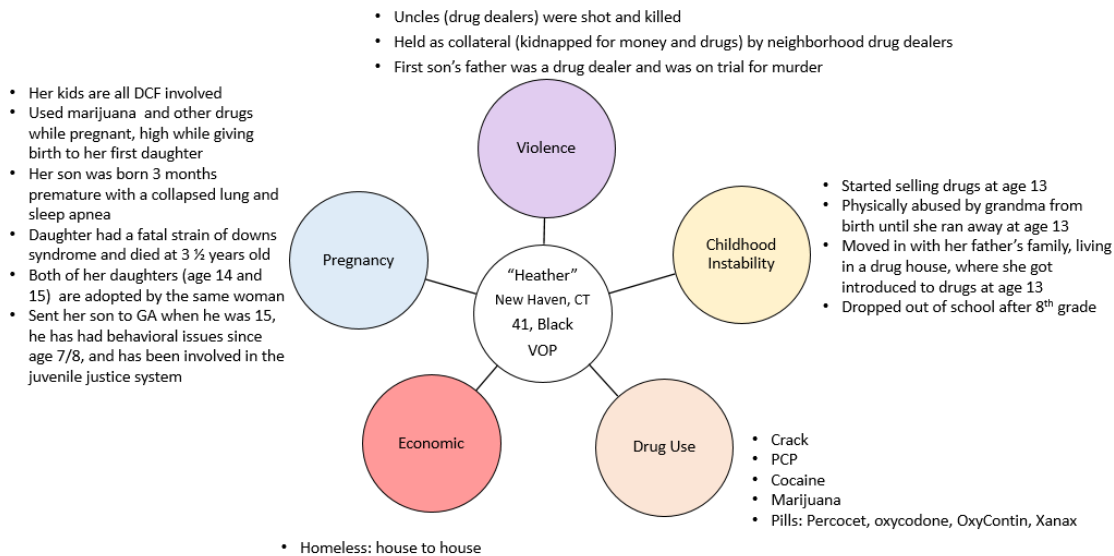 • Uncles (drug dealers) were shot and killed
• Held as collateral (kidnapped for money and drugs) by neighborhood drug dealers
• First son’s father was a drug dealer and was on trial for murder
Violence
• Her kids are all DCF involved
• Used marijuana and other drugs
while pregnant, high while giving
birth to her first daughter
• Her son was born 3 months
premature with a collapsed lung and
sleep apnea
• Daughter had a fatal strain of downs
syndrome and died at 3 ½ years old
• Both of her daughters (age 14 and
15) are adopted by the same woman
• Sent her son to GA when he was 15,
he has had behavioral issues since
age 7/8, and has been involved in the
juvenile justice system
Pregnancy
“Heather”
New Haven, CT
41, Black
VOP
Childhood
Instability
• Started selling drugs at age 13
• Physically abused by grandma from
birth until she ran away at age 13
• Moved in with her father’s family, living
in a drug house, where she got
introduced to drugs at age 13
• Dropped out of school after 8th grade
Economic
Drug Use
• Crack
• PCP
• Cocaine
• Marijuana
• Pills: Percocet, oxycodone, OxyContin, Xanax
• Homeless: house to house